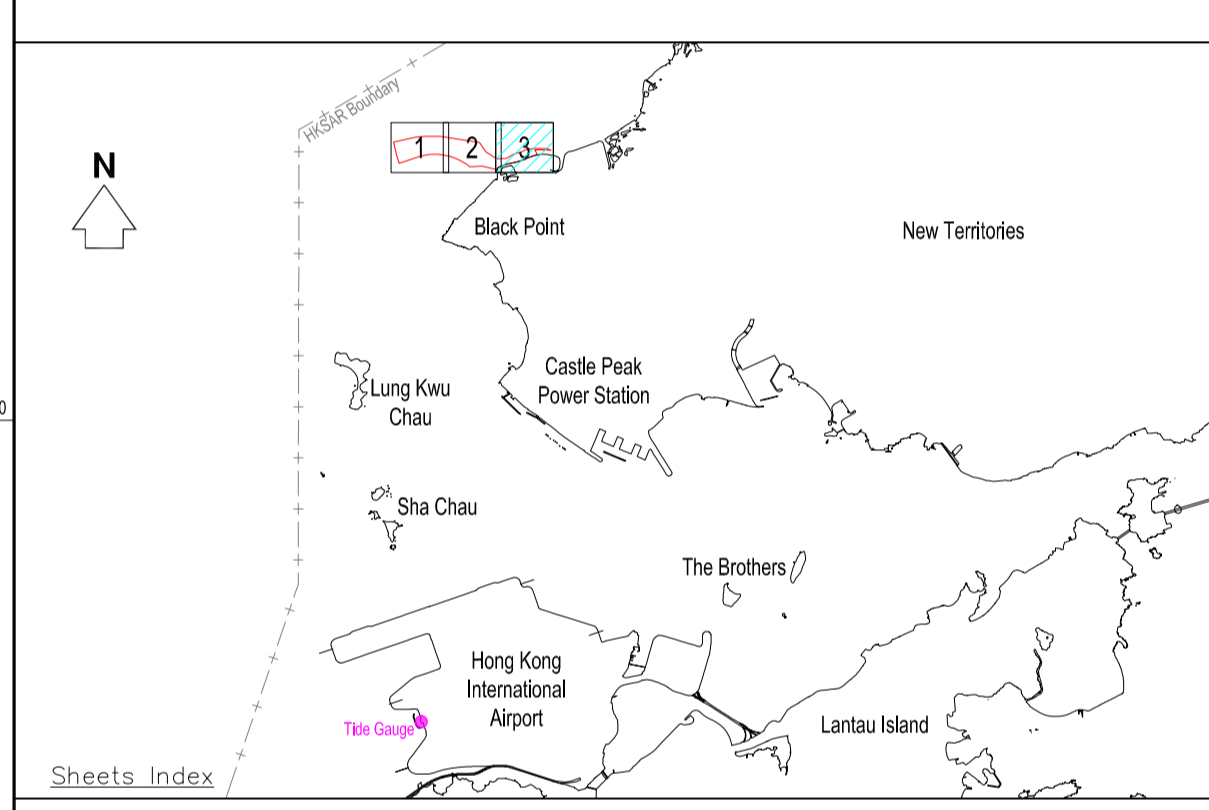 HKSAR Boundary
1 2 3
N
Black Point
New Territories
Castle Peak
Power Station
Lung Kwu
Chau
0
Sha Chau
The Brothers
Hong Kong
International
Airport
Tide Gauge
Lantau Island
Sheets Index